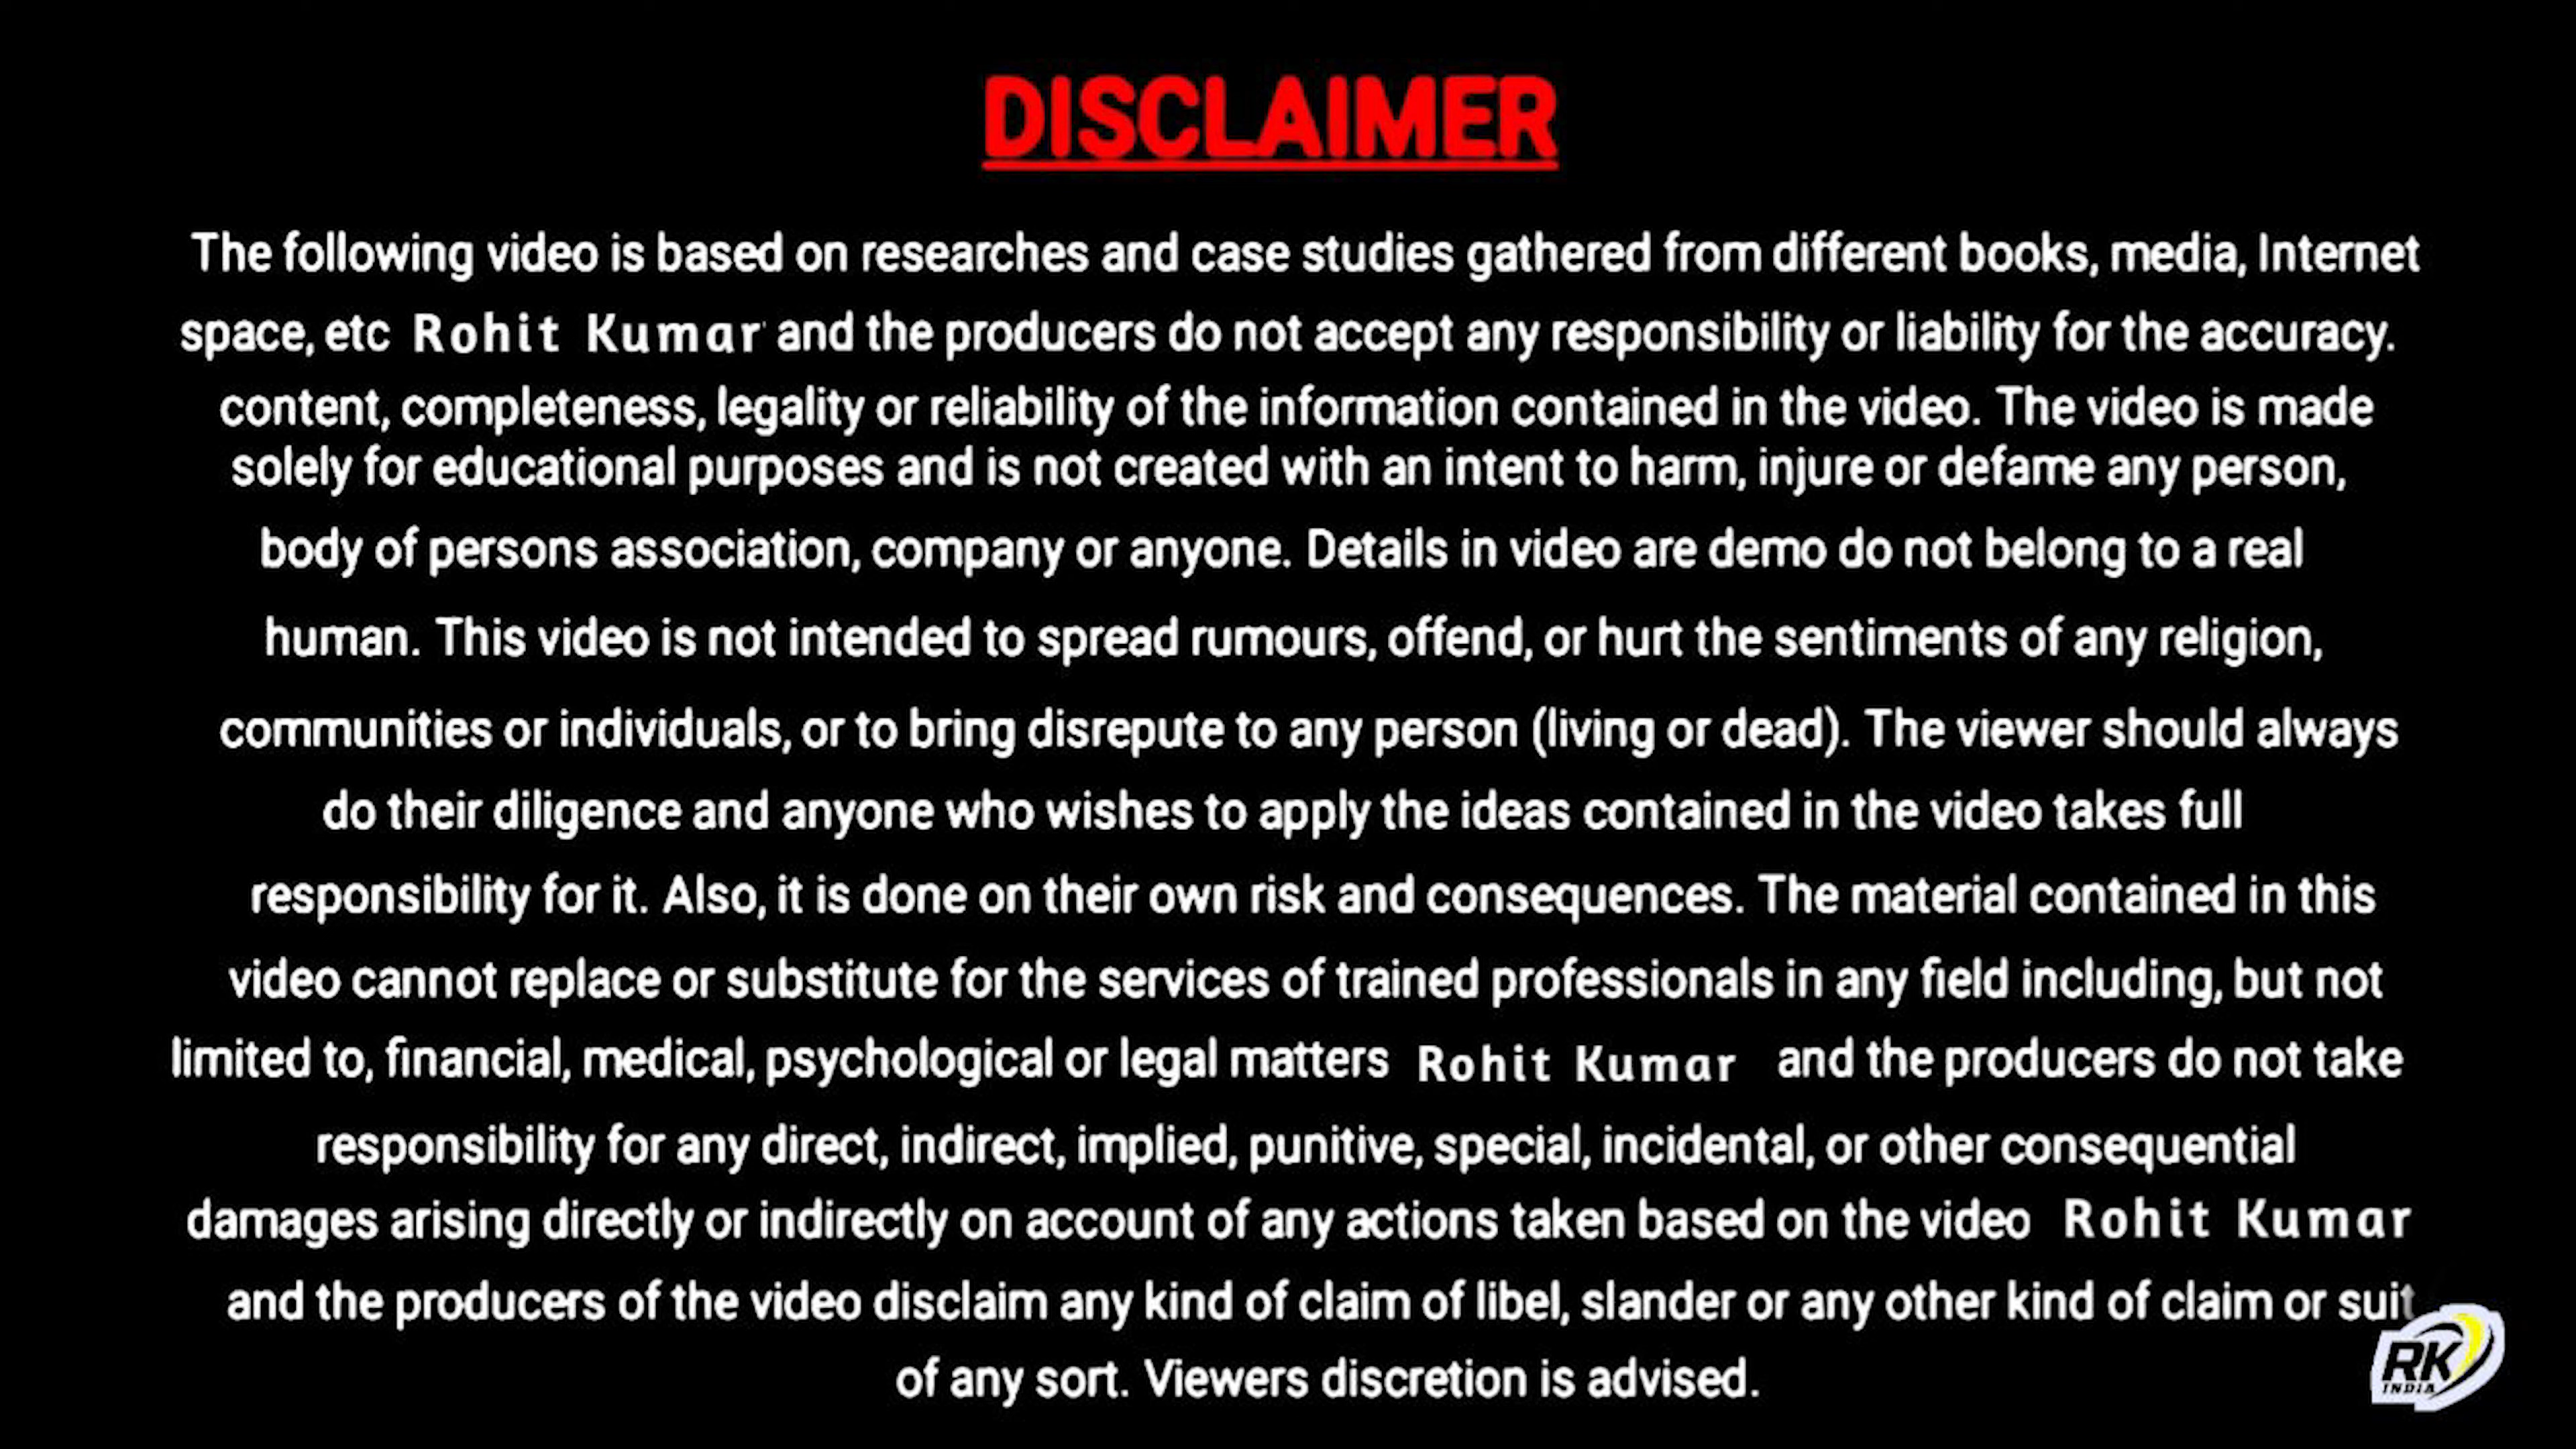 DISCLAIMER
The following video is based on researches and case studies gathered from different books, media, Internet
space, etc Rohit Kumar and the producers do not accept any responsibility or liability for the accuracy.
content, completeness, legality or reliability of the information contained in the video. The video is made
solely for educational purposes and is not created with an intent to harm, injure or defame any person,
body of persons association, company or anyone. Details in video are demo do not belong to a real
human. This video is not intended to spread rumours, offend, or hurt the sentiments of any religion,
communities or individuals, or to bring disrepute to any person (living or dead). The viewer should always
do their diligence and anyone who wishes to apply the ideas contained in the video takes full
responsibility for it. Also, it is done on their own risk and consequences. The material contained in this
video cannot replace or substitute for the services of trained professionals in any field including, but not
limited to, financial, medical, psychological or legal matters Rohit Kumar and the producers do not take
responsibility for any direct, indirect, implied, punitive, special, incidental, or other consequential
damages arising directly or indirectly on account of any actions taken based on the video Rohit Kumar
and the producers of the video disclaim any kind of claim of libel, slander or any other kind of claim or suit
of any sort. Viewers discretion is advised.
RK
INDIA